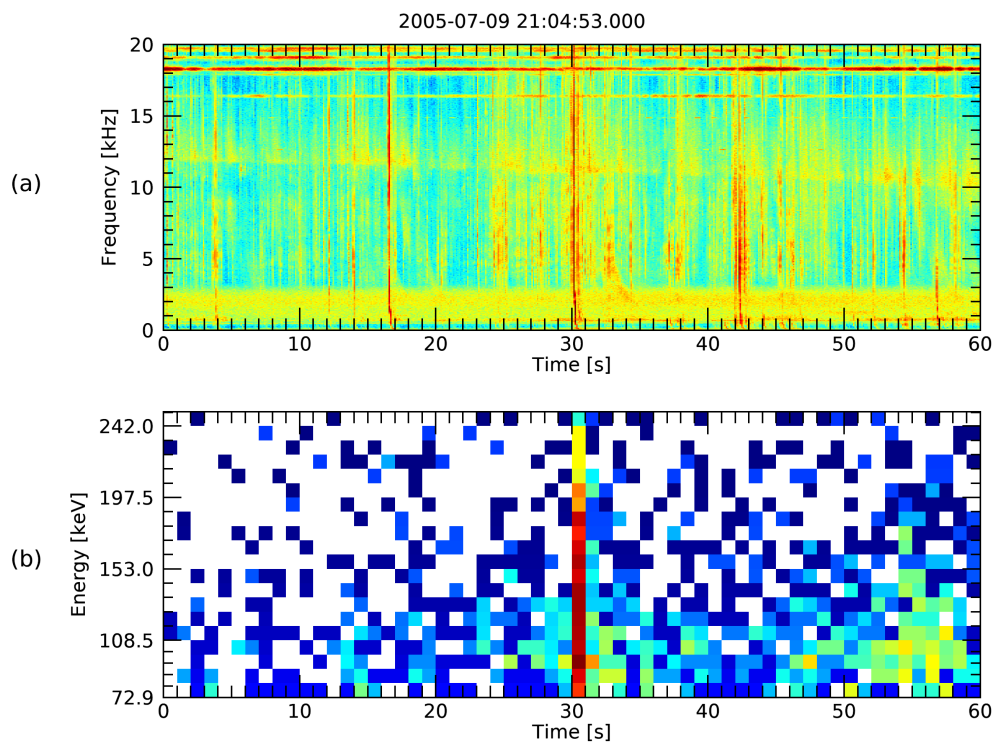 2005-07-09 21:04:53.000
(a)
Frequency [kHz]
20
15
10
5
0
0 10 20 30 40 50 60
Time [s]
(b)
Energy [keV]
242.0
197.5
153.0
108.5
72.9
0 10 20 30 40 50 60
Time [s]